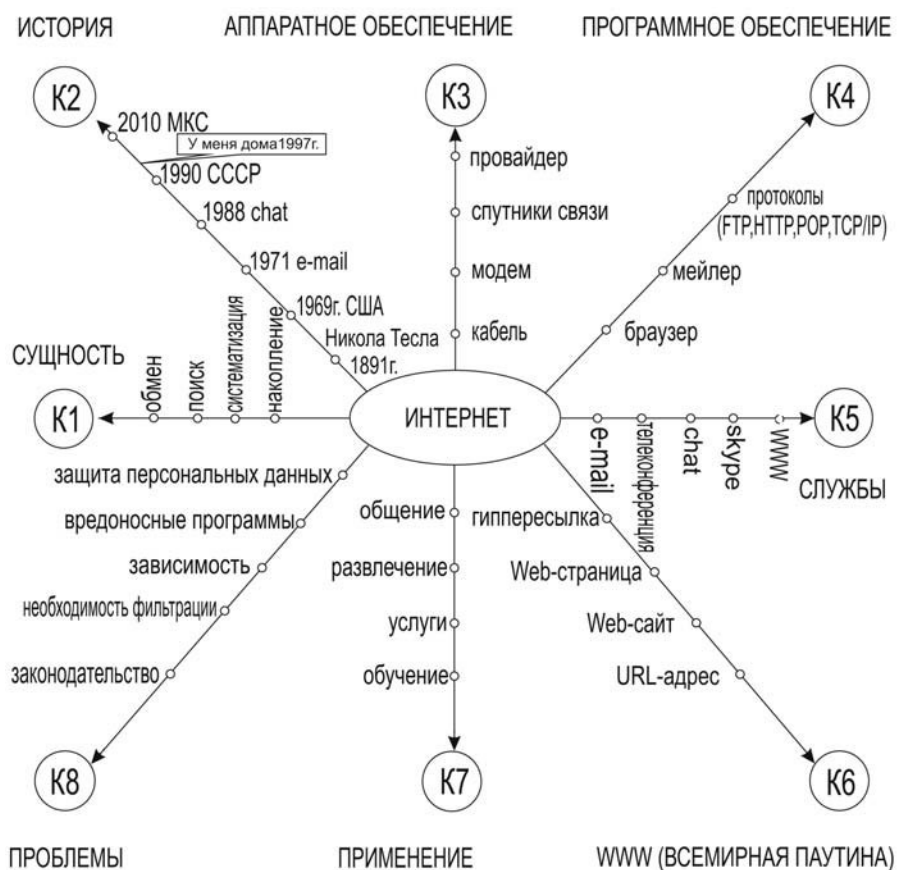 ИСТОРИЯ
АППАРАТНОЕ ОБЕСПЕЧЕНИЕ
ПРОГРАММНОЕ ОБЕСПЕЧЕНИЕ
К2
К3
К4
2010 МКС
У меня дома1997г.
1990 СССР
1988 chat
1971 e-mail
1969г. США
Никола Тесла
1891г.
провайдер
спутники связи
модем
кабель
протоколы
(FTP,HTTP,POP,TCP/IP)
мейлер
браузер
СУЩНОСТЬ
К1
обмен
поиск
систематизация
накопление
ИНТЕРНЕТ
e-mail
телеконференция
chat
skype
WWW
К5
СЛУЖБЫ
защита персональных данных
вредоносные программы
зависимость
необходимость фильтрации
законодательство
общение
развлечение
услуги
обучение
гиппересылка
Web-страница
Web-сайт
URL-адрес
К8
К7
К6
ПРОБЛЕМЫ
ПРИМЕНЕНИЕ
WWW (ВСЕМИРНАЯ ПАУТИНА)